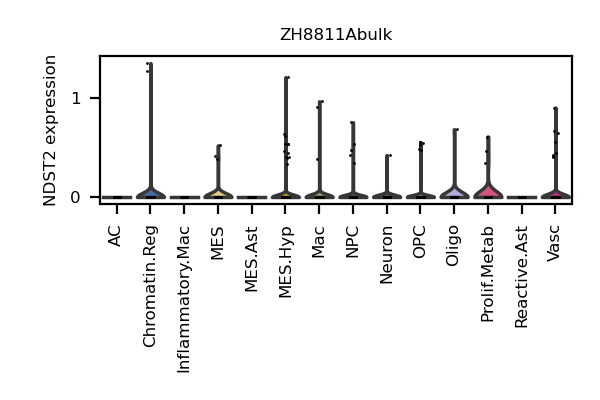 ZH8811Abulk
NDST2 expression
1
0
AC
Chromatin.Reg
Inflammatory.Mac
MES
MES.Ast
MES.Hyp
Mac
NPC
Neuron
OPC
Oligo
Prolif.Metab
Reactive.Ast
Vasc